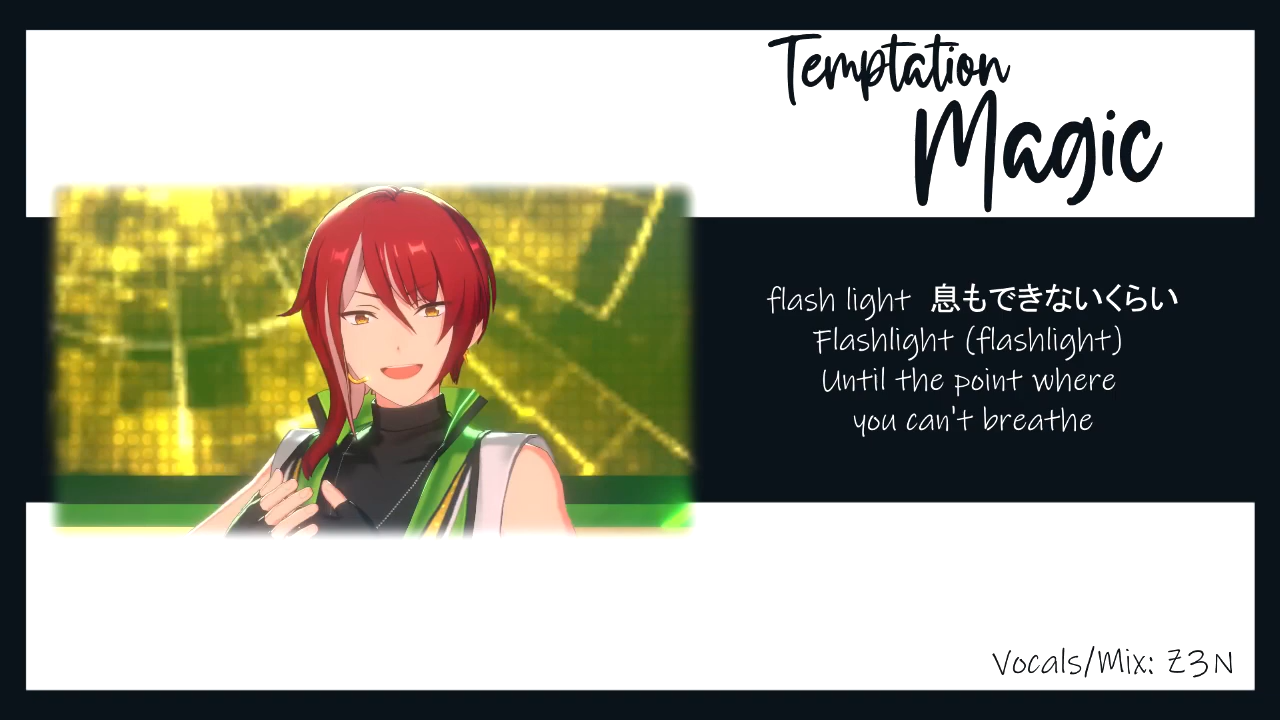 Temptation
Magic
flash light 息もできないくらい
Flashlight (flashlight)
Until the point where
you can't breathe
Vocals/Mix: Z3N